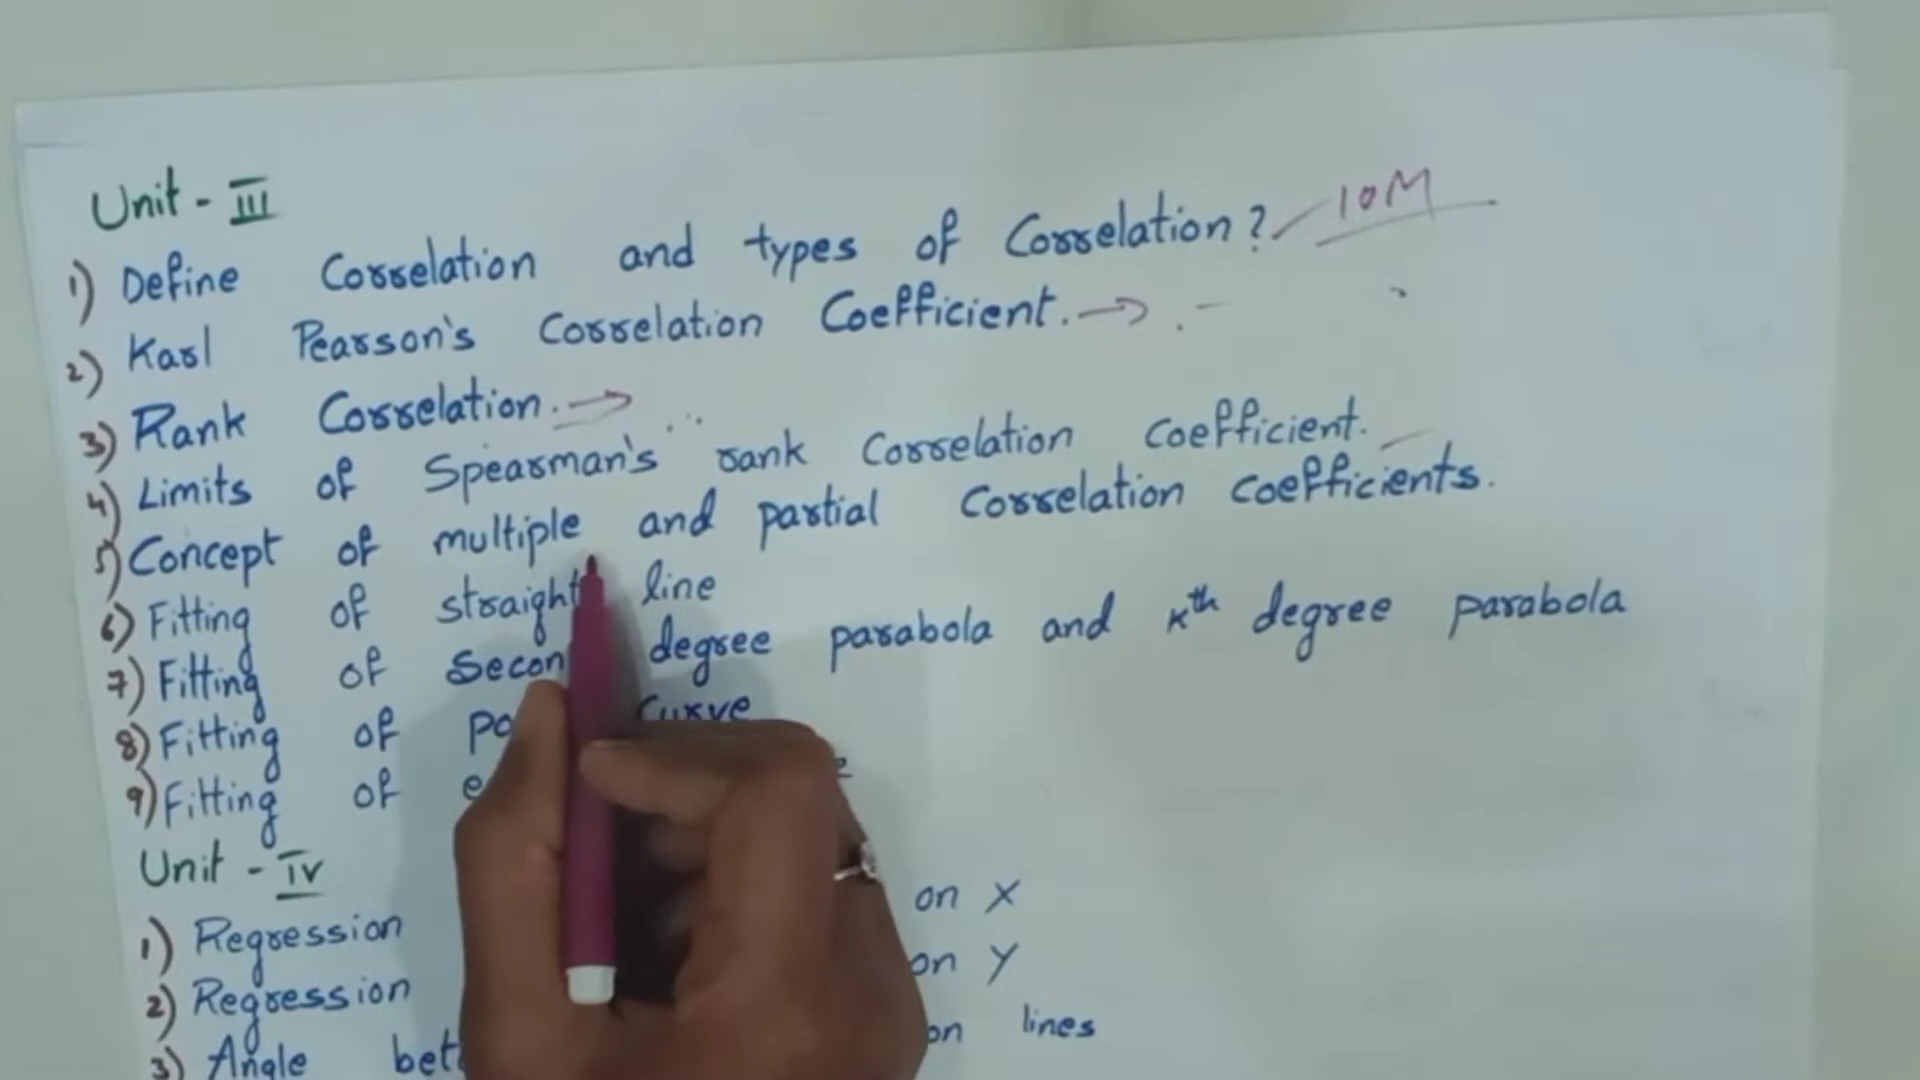 Unit - III
1) Define Correlation and types of Correlation? 10M
2) Karl Pearson's Correlation Coefficient. →
3) Rank Correlation. →
4) Limits of Spearman's rank Correlation Coefficient.
5) Concept of multiple and partial Correlation Coefficients.
6) Fitting of straight line
7) Fitting of Secon degree parabola and Kth degree parabola
8) Fitting of Curve
9) Fitting of
Unit - IV
1) Regression on X
2) Regression on Y
3) Angle lines